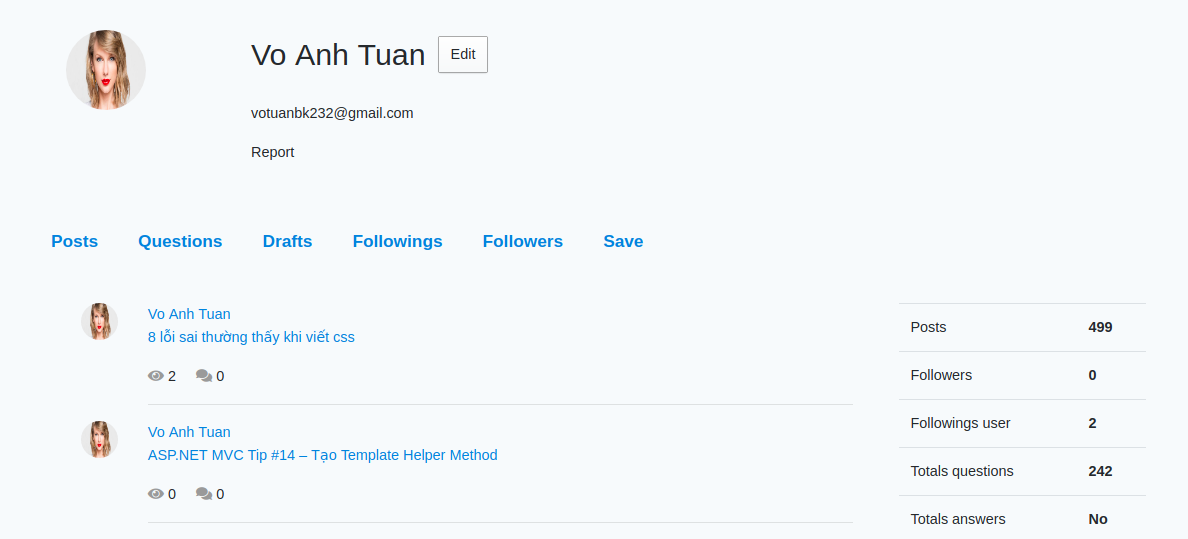 Vo Anh Tuan Edit
votuanbk232@gmail.com
Report
Posts Questions Drafts Followings Followers Save
Vo Anh Tuan
8 lỗi sai thường thấy khi viết css
2 0
Vo Anh Tuan
ASP.NET MVC Tip #14 – Tạo Template Helper Method
0 0
Posts 499
Followers 0
Followings user 2
Totals questions 242
Totals answers No